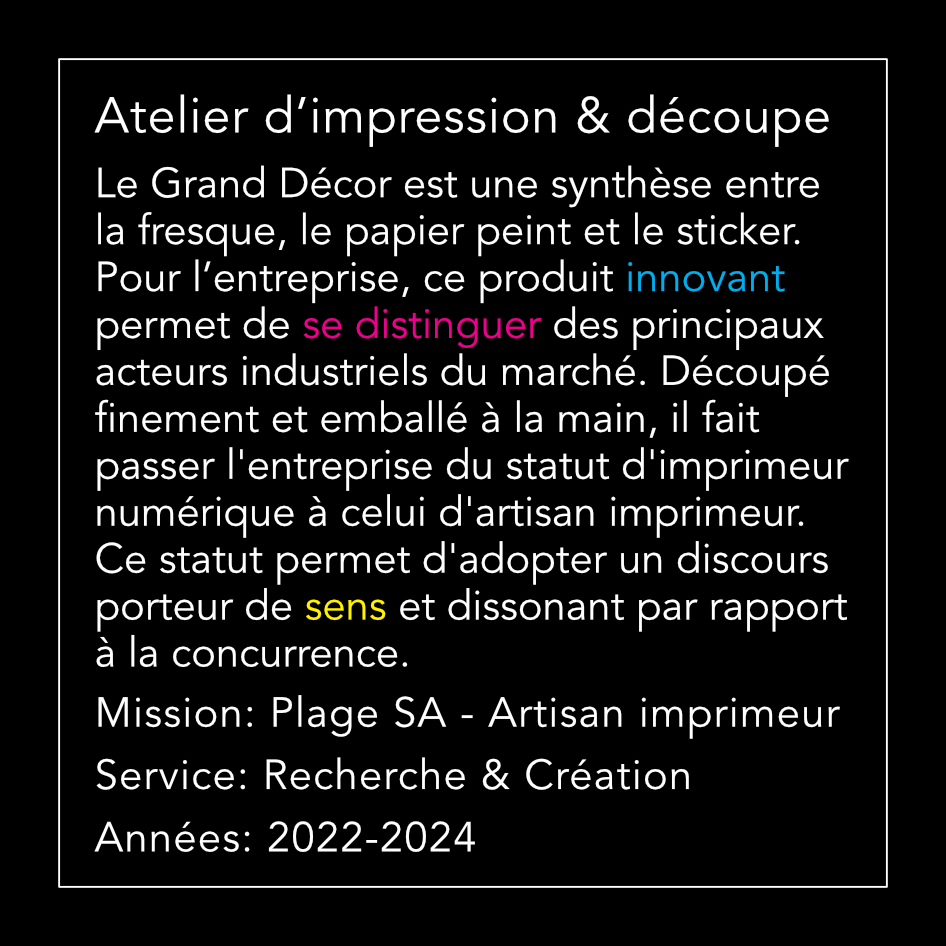 Atelier d’impression & découpe
Le Grand Décor est une synthèse entre
la fresque, le papier peint et le sticker.
Pour l’entreprise, ce produit innovant
permet de se distinguer des principaux
acteurs industriels du marché. Découpé
finement et emballé à la main, il fait
passer l'entreprise du statut d'imprimeur
numérique à celui d'artisan imprimeur.
Ce statut permet d'adopter un discours
porteur de sens et dissonant par rapport
à la concurrence.
Mission: Plage SA - Artisan imprimeur
Service: Recherche & Création
Années: 2022-2024